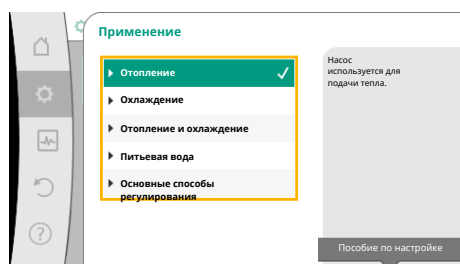 Применение
Отопление
Охлаждение
Отопление и охлаждение
Питьевая вода
Основные способы
регулирования
Насос
используется для
подачи тепла.
Пособие по настройке